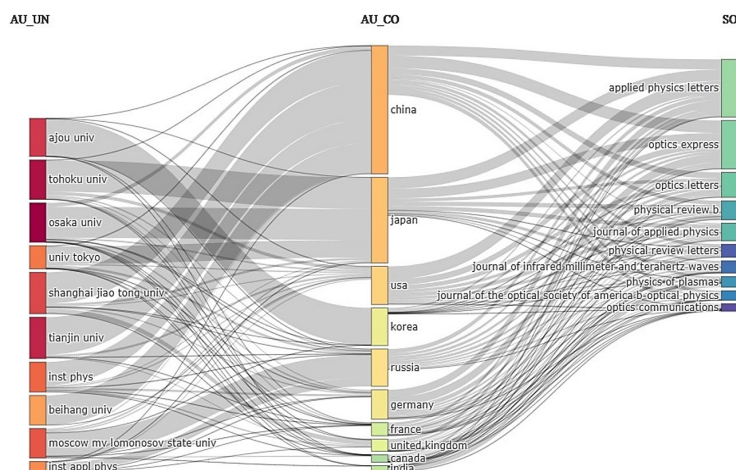 AU_UN
AU_CO
SO
ajou univ
tohoku univ
osaka univ
univ tokyo
shanghai jiao tong univ
tianjin univ
inst phys
beihang univ
moscow mv lomonosov state univ
inst appl phys
china
japan
usa
korea
russia
germany
france
united kingdom
canada
india
applied physics letters
optics express
optics letters
physical review b
journal of applied physics
physical review letters
journal of infrared millimeter and terahertz waves
physics of plasmas
journal of the optical society of america b-optical physics
optics communications